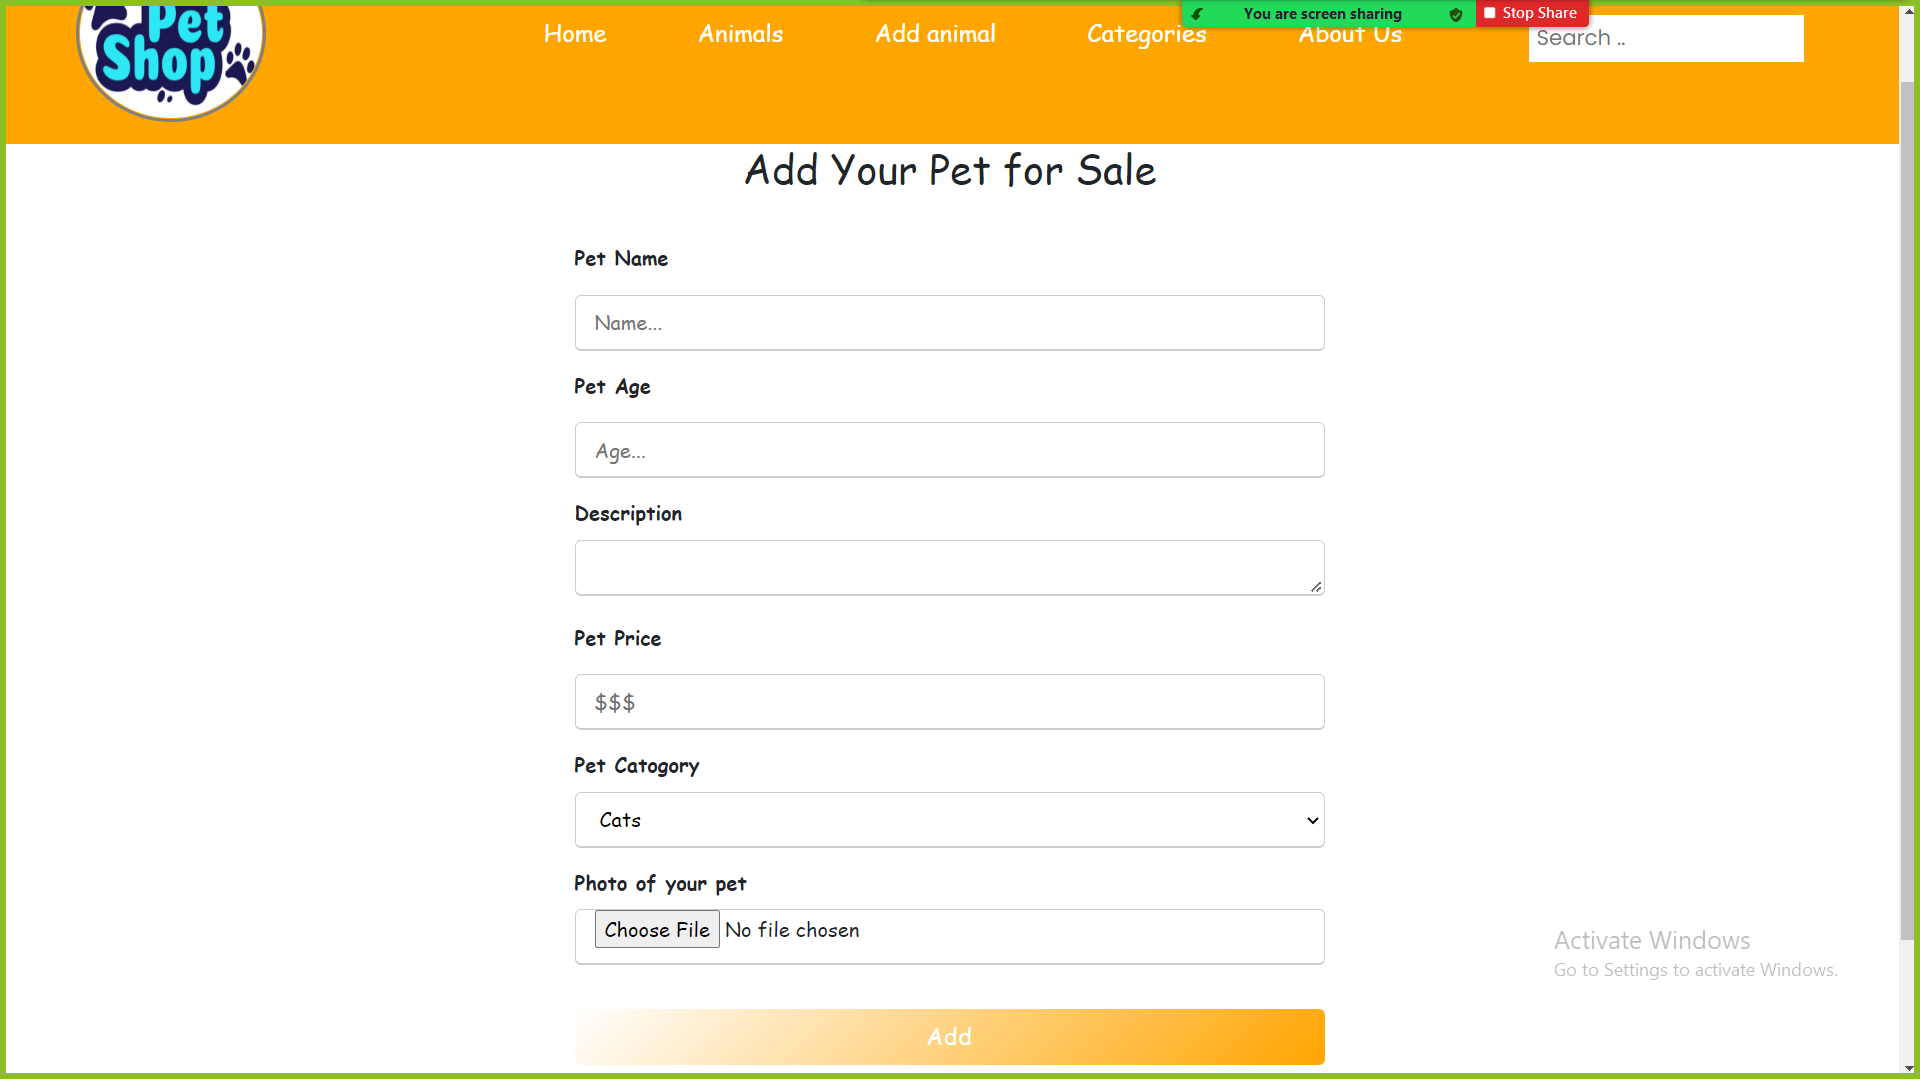 You are screen sharing
Stop Share
Pet
Shop
Home
Animals
Add animal
Categories
About Us
Search ..
Add Your Pet for Sale
Pet Name
Name...
Pet Age
Age...
Description
Pet Price
$$$
Pet Catogory
Cats
Photo of your pet
Choose File No file chosen
Add
Activate Windows
Go to Settings to activate Windows.